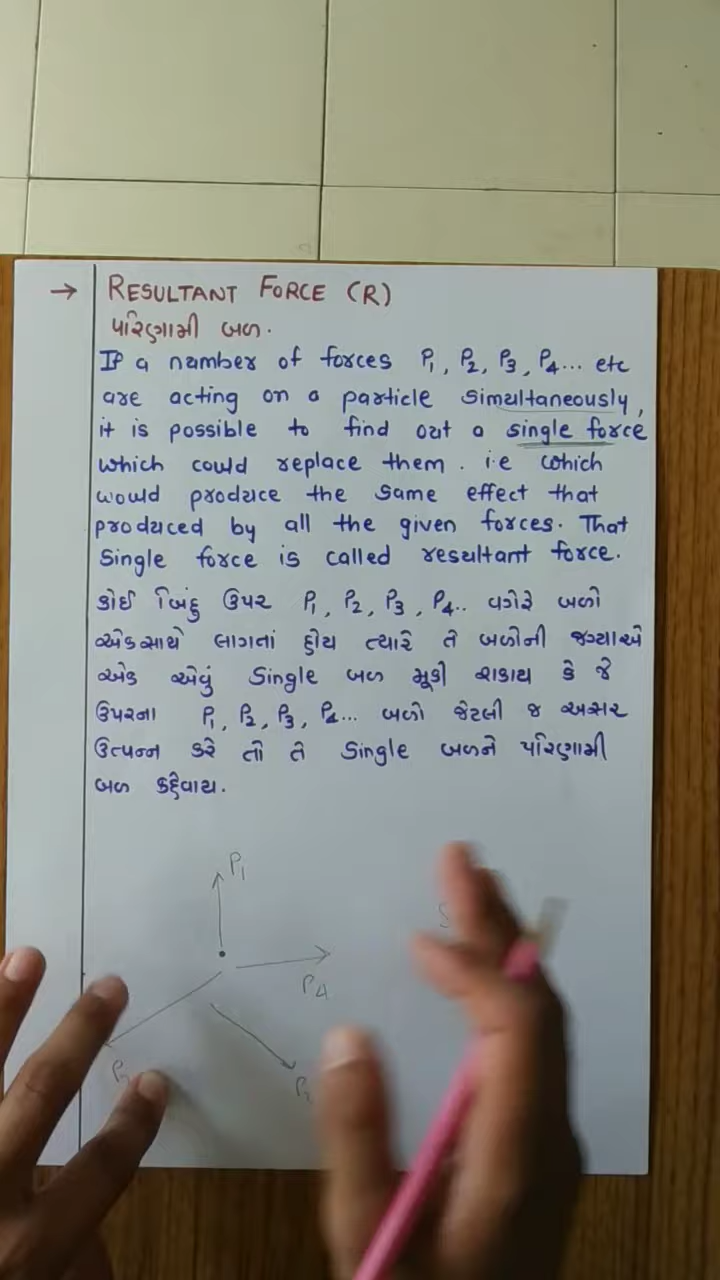 → RESULTANT FORCE (R)
પરિણામી બળ.
If a number of forces P₁, P₂, P₃, P₄... etc
are acting on a particle simultaneously,
it is possible to find out a single force
which could replace them. i.e which
would produce the same effect that
produced by all the given forces. That
Single force is called resultant force.
કોઈ બિંદુ ઉપર P₁, P₂, P₃, P₄.. વગેરે બળો
એકસાથે લાગતાં હોય ત્યારે તે બળોની જગ્યાએ
એક એવું Single બળ મૂકી શકાય કે જે
ઉપરના P₁, P₂, P₃, P₄... બળો જેટલી જ અસર
ઉત્પન્ન કરે તો તે Single બળને પરિણામી
બળ કહેવાય.
P₁
P₄